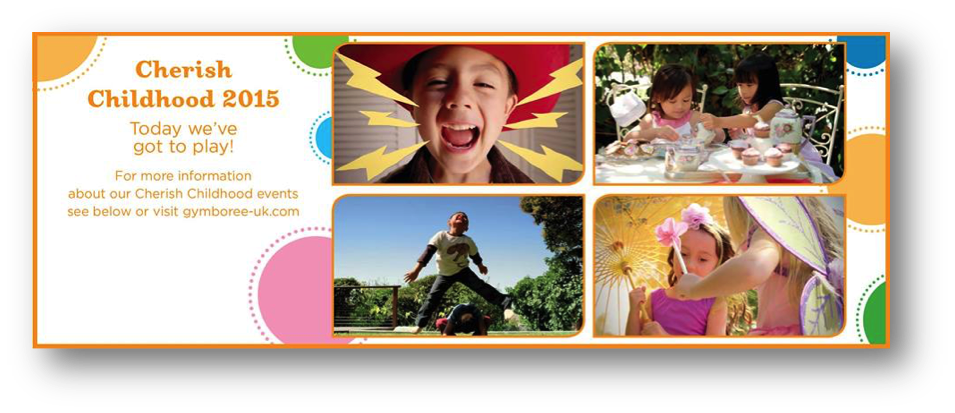 Cherish
Childhood 2015
Today we've
got to play!
For more information
about our Cherish Childhood events
see below or visit gymboree-uk.com